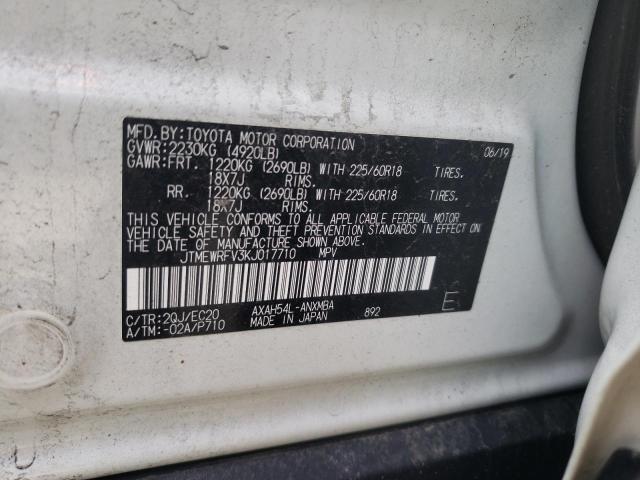 MFD. BY: TOYOTA MOTOR CORPORATION 06/19
GVWR: 2230KG (4920LB)
GAWR: FRT. 1220KG (2690LB) WITH 225/60R18 TIRES.
18X7J RIMS.
RR. 1220KG (2690LB) WITH 225/60R18 TIRES.
18X7J RIMS.
THIS VEHICLE CONFORMS TO ALL APPLICABLE FEDERAL MOTOR
VEHICLE SAFETY AND THEFT PREVENTION STANDARDS IN EFFECT ON
THE DATE OF MANUFACTURE SHOWN ABOVE.
JTMEWRFV3KJ017710 MPV
C/TR: 2QJ/EC20 AXAH54L-ANXMBA 892 E
A/TM: -02A/P710 MADE IN JAPAN